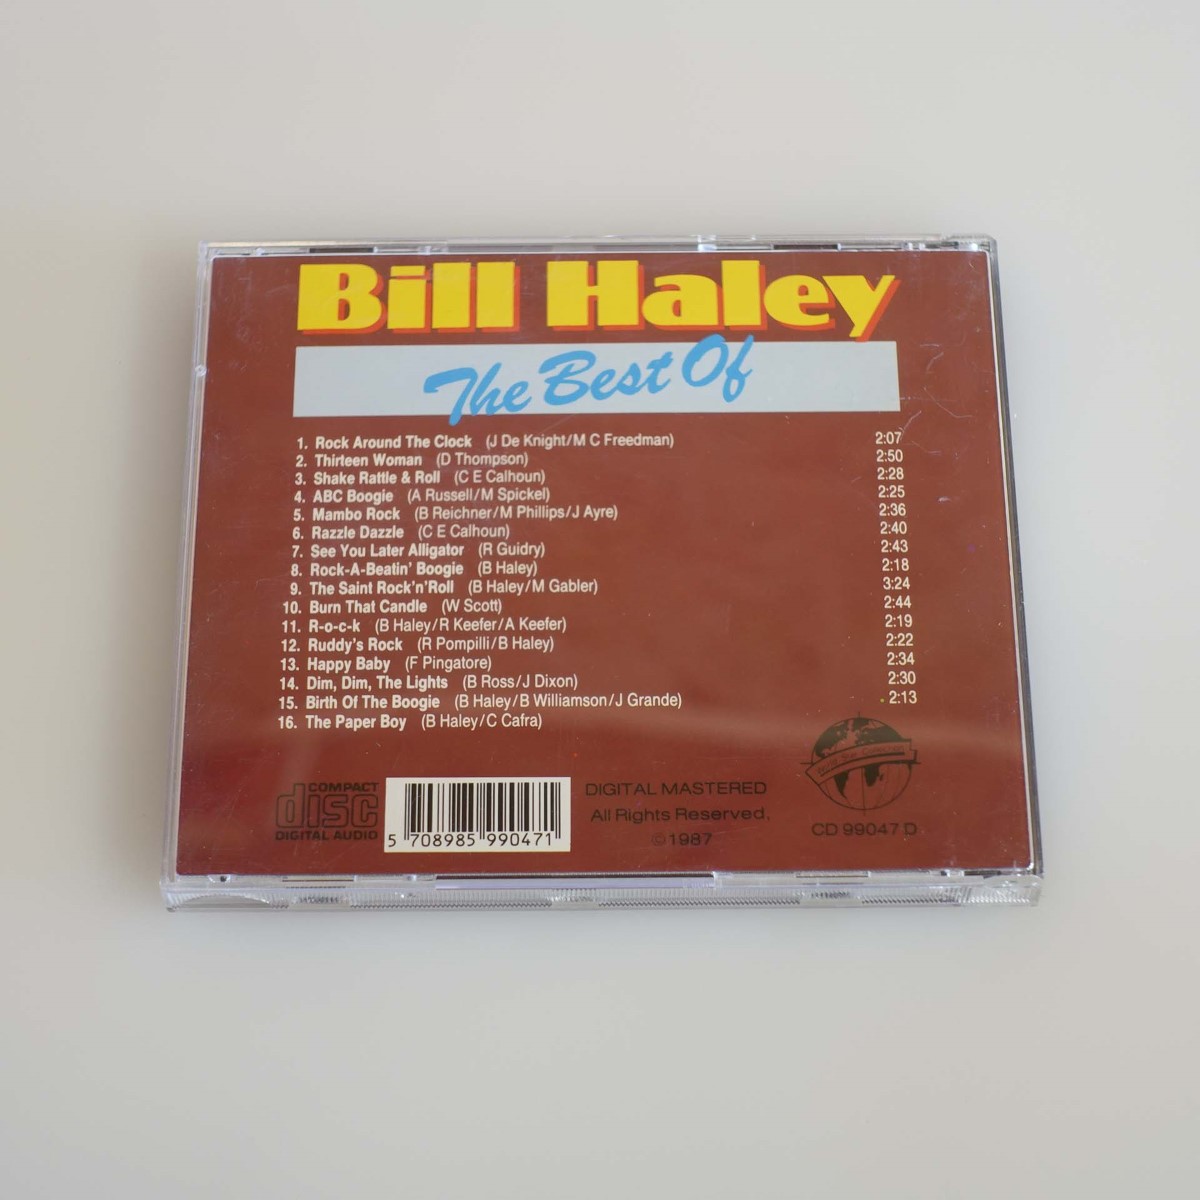 Bill Haley
The Best Of
1. Rock Around The Clock (J De Knight/M C Freedman) 2:07
2. Thirteen Woman (D Thompson) 2:50
3. Shake Rattle & Roll (C E Calhoun) 2:28
4. ABC Boogie (A Russell/M Spickel) 2:25
5. Mambo Rock (B Reichner/M Phillips/J Ayre) 2:36
6. Razzle Dazzle (C E Calhoun) 2:40
7. See You Later Alligator (R Guidry) 2:43
8. Rock-A-Beatin' Boogie (B Haley) 2:18
9. The Saint Rock'n'Roll (B Haley/M Gabler) 3:24
10. Burn That Candle (W Scott) 2:44
11. R-o-c-k (B Haley/R Keefer/A Keefer) 2:19
12. Ruddy's Rock (R Pompilli/B Haley) 2:22
13. Happy Baby (F Pingatore) 2:34
14. Dim, Dim, The Lights (B Ross/J Dixon) 2:30
15. Birth Of The Boogie (B Haley/B Williamson/J Grande) 2:13
16. The Paper Boy (B Haley/C Cafra)
COMPACT
disc
DIGITAL AUDIO
5 708985 990471
DIGITAL MASTERED
All Rights Reserved.
©1987
Star Collection
CD 99047 D